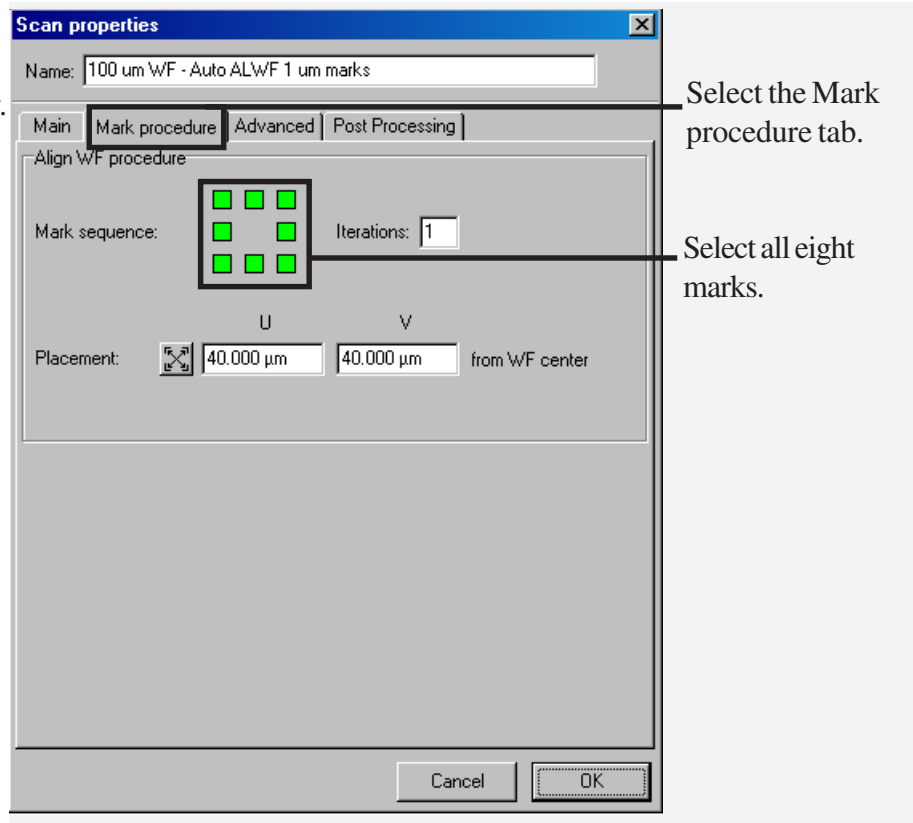 Scan properties
Name: 100 um WF - Auto ALWF 1 um marks
Main Mark procedure Advanced Post Processing
Select the Mark
procedure tab.
Align WF procedure
Mark sequence: Iterations: 1
Select all eight
marks.
U V
Placement: 40.000 µm 40.000 µm from WF center
Cancel OK